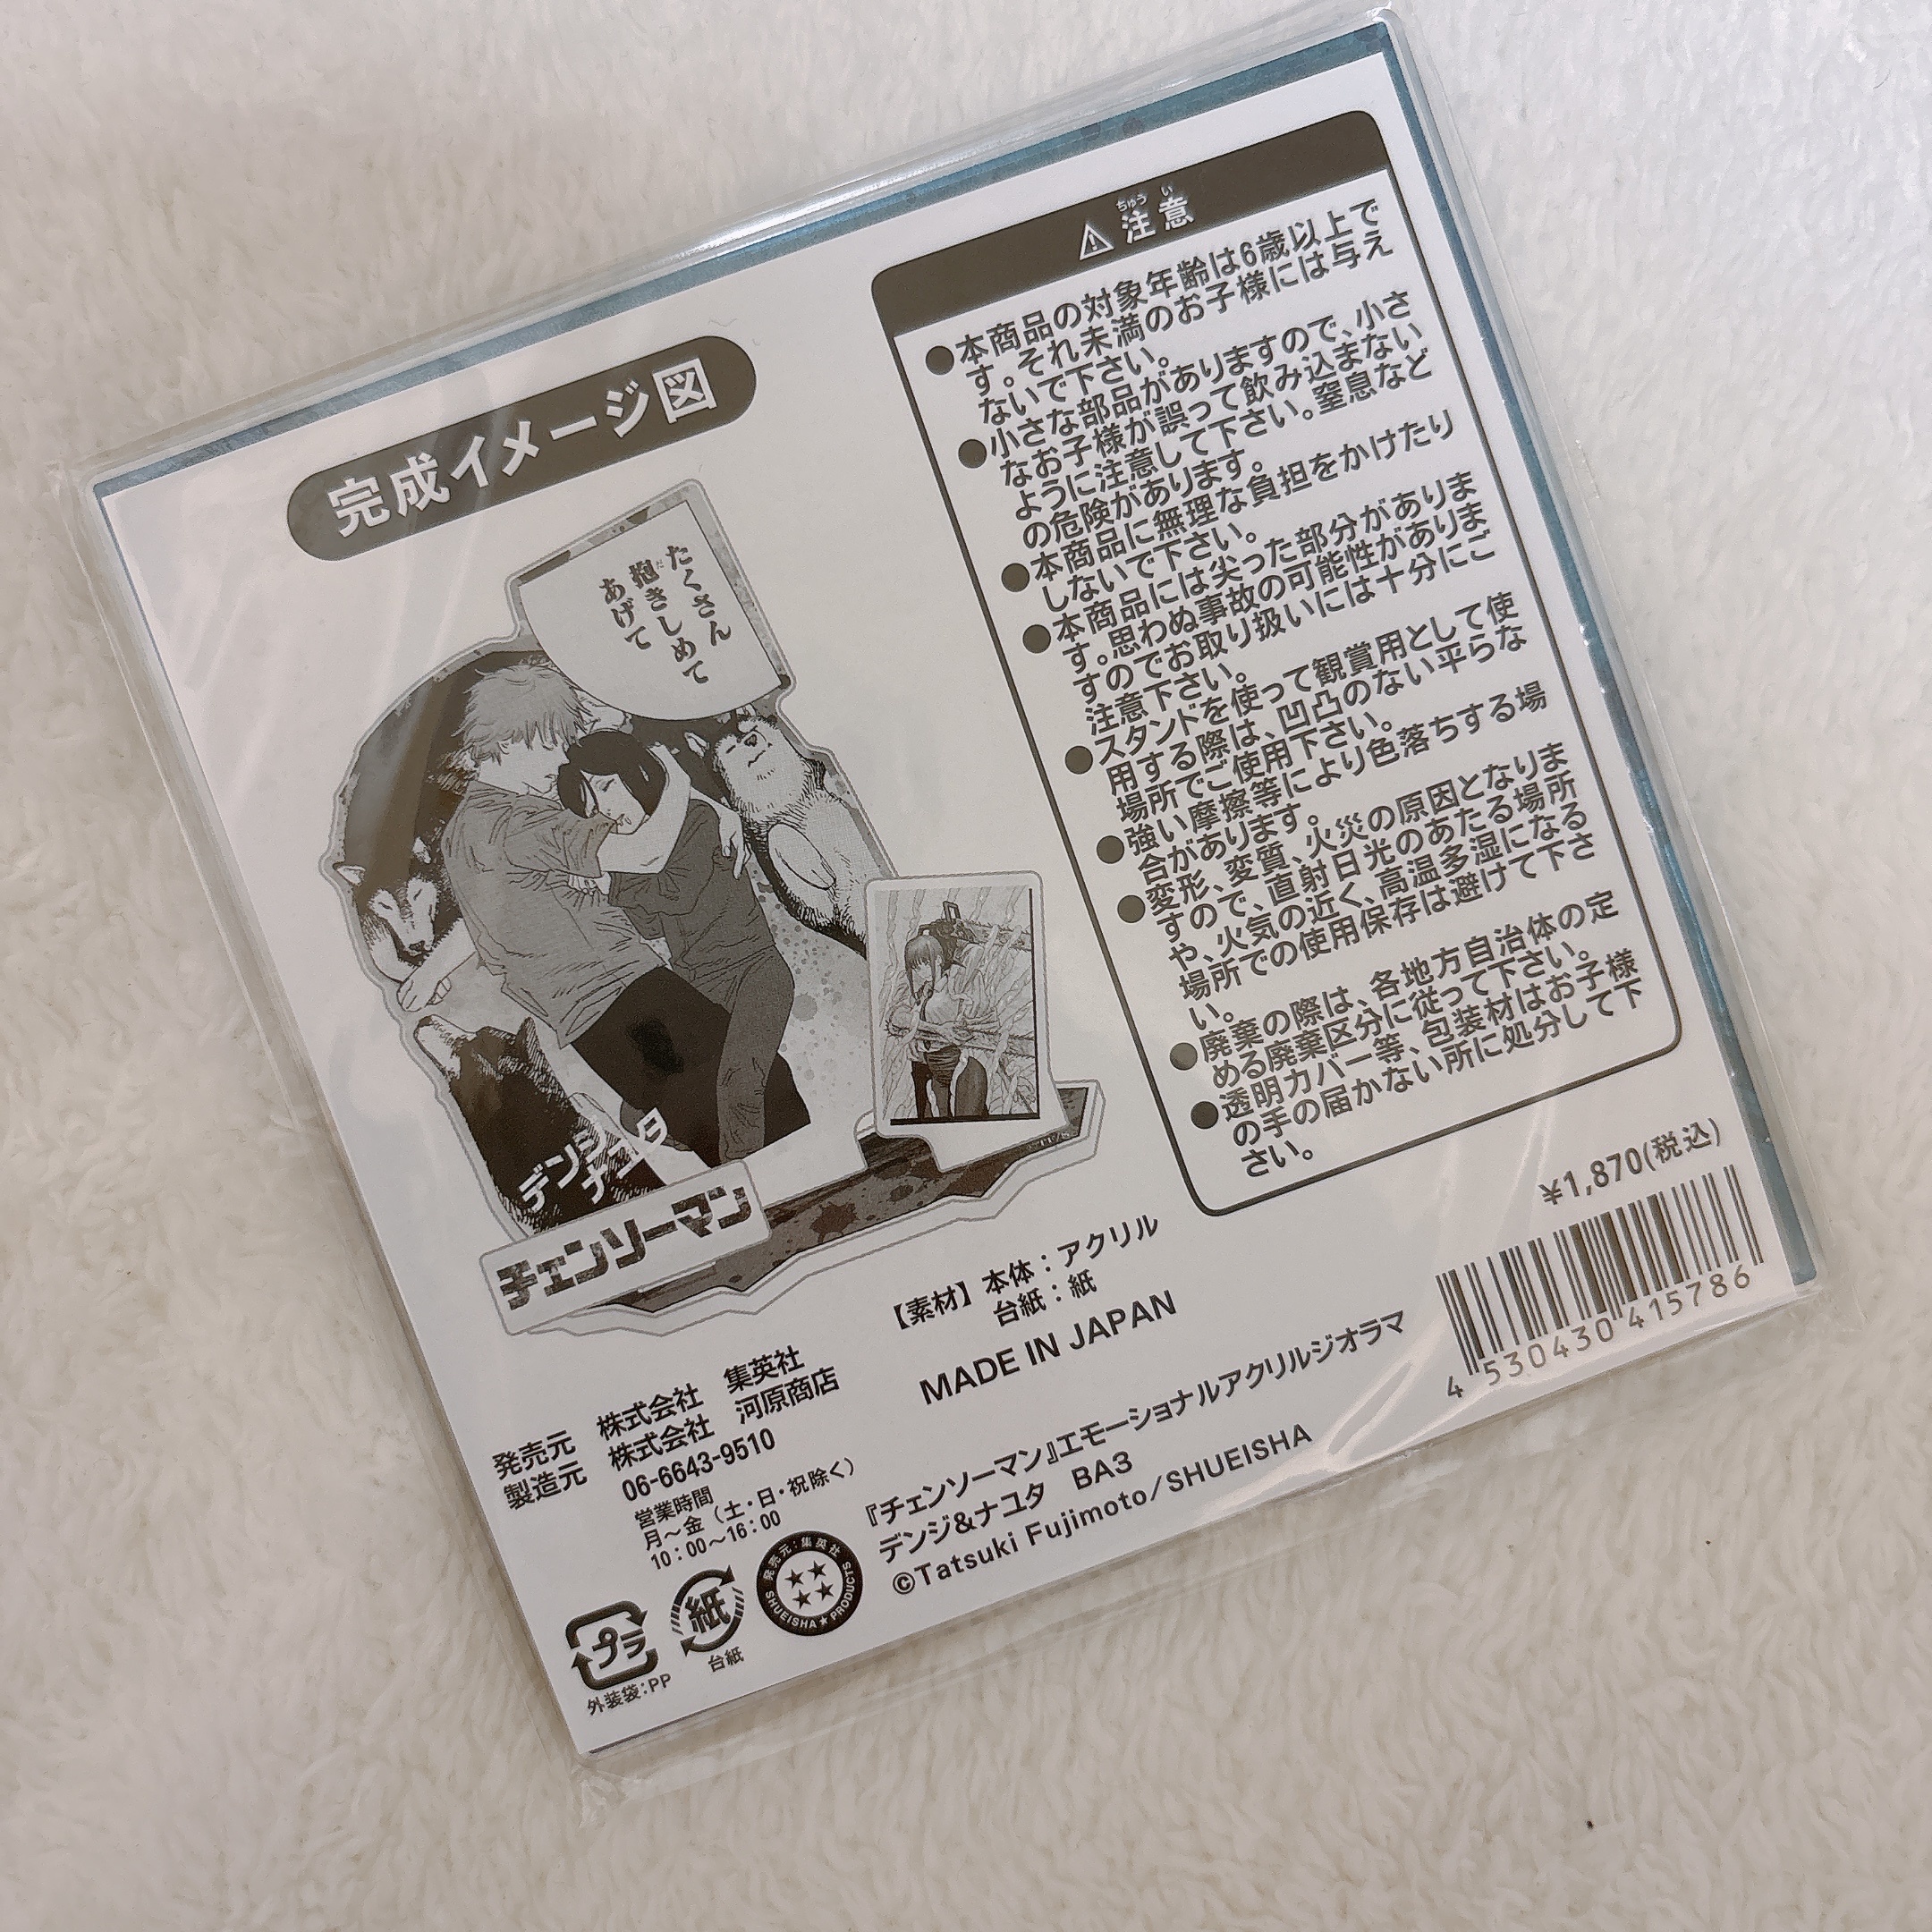 完成イメージ図
たくさん
抱きしめて
あげて
だ
デンジ
ナユタ
チェンソーマン
ちゅう い
注意
●本商品の対象年齢は6歳以上で
す。それ未満のお子様には与え
ないで下さい。
●小さな部品がありますので、小さ
なお子様が誤って飲み込まない
ように注意して下さい。窒息など
の危険があります。
●本商品に無理な負担をかけたり
しないで下さい。
●本商品には尖った部分がありま
す。思わぬ事故の可能性がありま
すのでお取り扱いには十分にご
注意下さい。
●スタンドを使って観賞用として使
用する際は、凹凸のない平らな
場所でご使用下さい。
●強い摩擦等により色落ちする場
合があります。
●変形、変質、火災の原因となりま
すので、直射日光のあたる場所
や、火気の近く、高温多湿になる
場所での使用保存は避けて下さ
い。
●廃棄の際は、各地方自治体の定
める廃棄区分に従って下さい。
●透明カバー等、包装材はお子様
の手の届かない所に処分して下
さい。
¥1,870(税込)
4 530430 415786
【素材】本体：アクリル
台紙：紙
MADE IN JAPAN
発売元 株式会社 集英社
製造元 株式会社 河原商店
06-6643-9510
営業時間
月〜金（土・日・祝除く）
10：00〜16：00
『チェンソーマン』エモーショナルアクリルジオラマ
デンジ&ナユタ BA3
©Tatsuki Fujimoto/SHUEISHA
プラ
外装袋：PP
紙
台紙
発売元：集英社
SHUEISHA★PRODUCTS